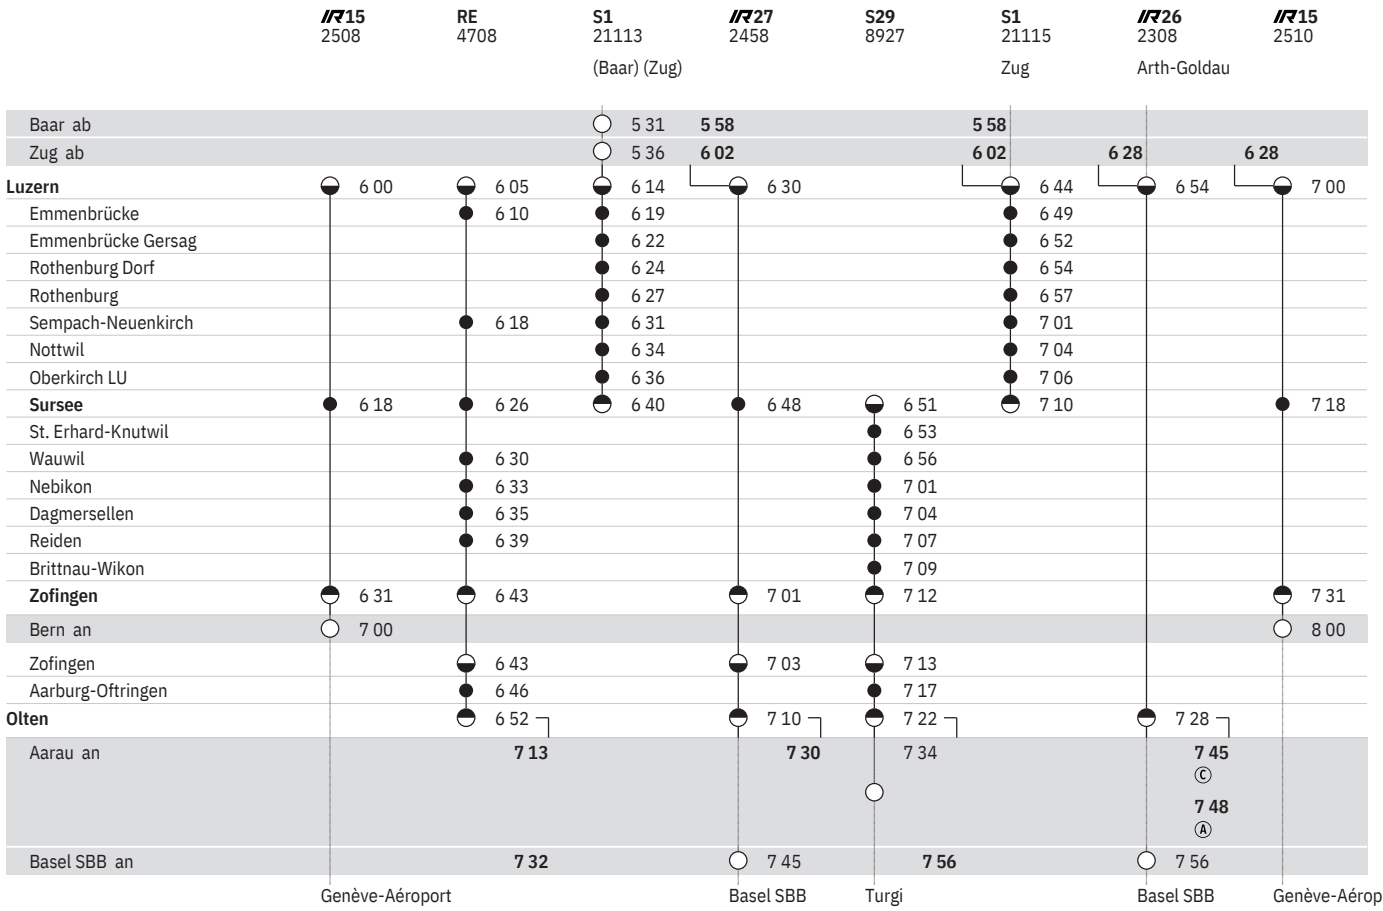 IR15 RE S1 IR27 S29 S1 IR26 IR15
2508 4708 21113 2458 8927 21115 2308 2510
(Baar) (Zug) Zug Arth-Goldau
Baar ab 5 31 5 58 5 58
Zug ab 5 36 6 02 6 02 6 28 6 28
Luzern 6 00 6 05 6 14 6 30 6 44 6 54 7 00
Emmenbrücke 6 10 6 19 6 49
Emmenbrücke Gersag 6 22 6 52
Rothenburg Dorf 6 24 6 54
Rothenburg 6 27 6 57
Sempach-Neuenkirch 6 18 6 31 7 01
Nottwil 6 34 7 04
Oberkirch LU 6 36 7 06
Sursee 6 18 6 26 6 40 6 48 6 51 7 10 7 18
St. Erhard-Knutwil 6 53
Wauwil 6 30 6 56
Nebikon 6 33 7 01
Dagmersellen 6 35 7 04
Reiden 6 39 7 07
Brittnau-Wikon 7 09
Zofingen 6 31 6 43 7 01 7 12 7 31
Bern an 7 00 8 00
Zofingen 6 43 7 03 7 13
Aarburg-Oftringen 6 46 7 17
Olten 6 52 7 10 7 22 7 28
Aarau an 7 13 7 30 7 34 7 45
C
7 48
A
Basel SBB an 7 32 7 45 7 56 7 56
Genève-Aéroport Basel SBB Turgi Basel SBB Genève-Aérop